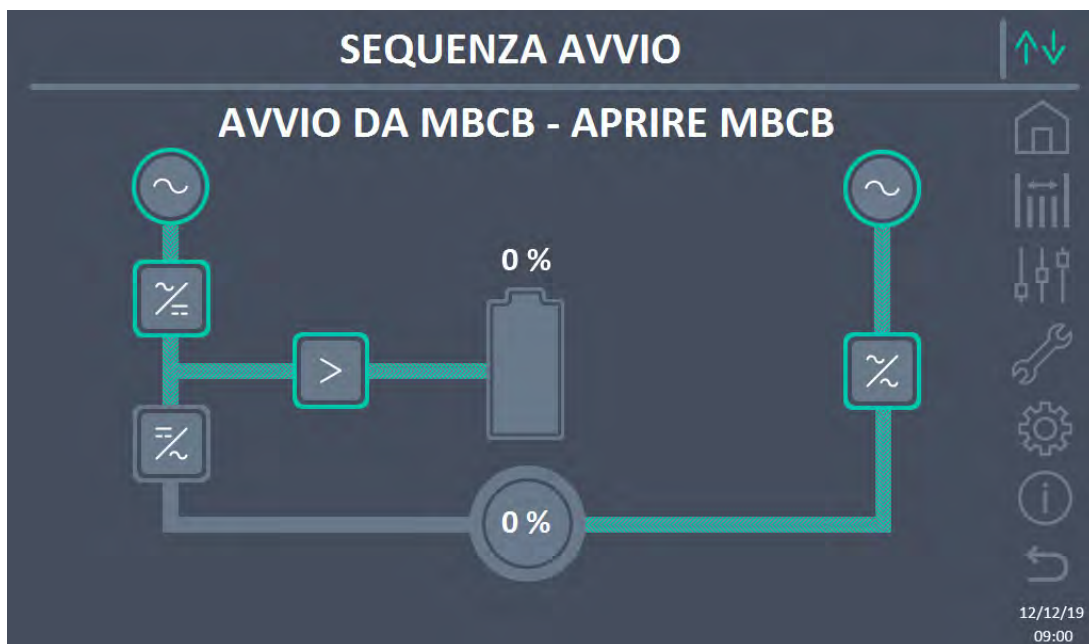 SEQUENZA AVVIO
AVVIO DA MBCB - APRIRE MBCB
0 %
0 %
12/12/19
09:00